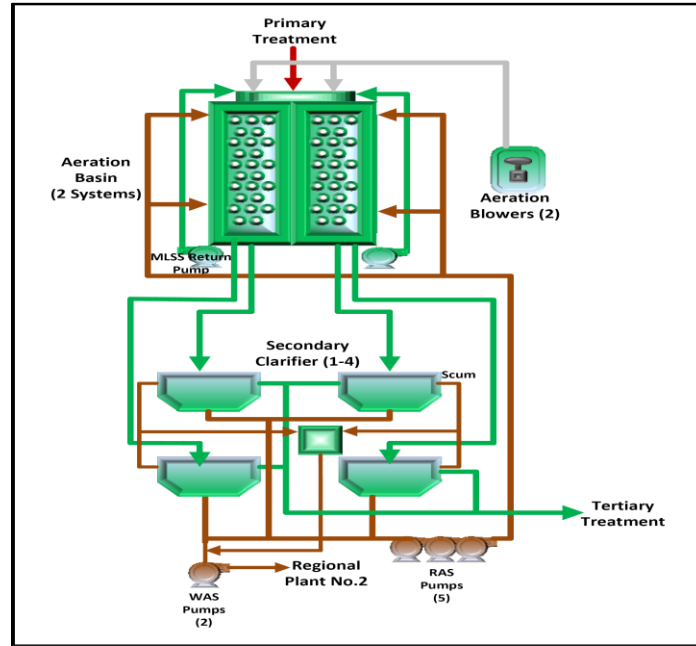 Primary
Treatment
Aeration
Basin
(2 Systems)
Aeration
Blowers (2)
MLSS Return
Pump
Secondary
Clarifier (1-4)
Scum
Tertiary
Treatment
Regional
Plant No.2
WAS
Pumps
(2)
RAS
Pumps
(5)